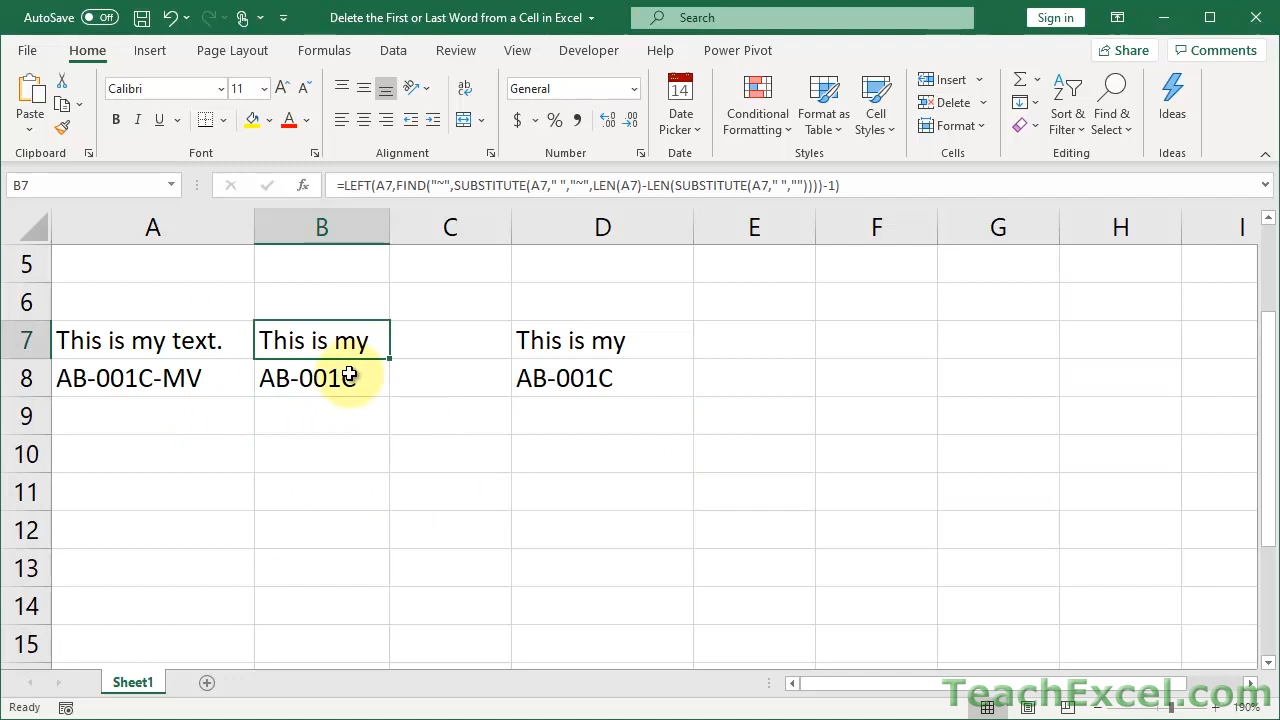 AutoSave Off Delete the First or Last Word from a Cell in Excel Search Sign in
File Home Insert Page Layout Formulas Data Review View Developer Help Power Pivot Share Comments
Paste Calibri 11 General Date Picker Conditional Formatting Format as Table Cell Styles Insert Delete Format Sort & Filter Find & Select Ideas
Clipboard Font Alignment Number Date Styles Cells Editing Ideas
B7 =LEFT(A7,FIND("~",SUBSTITUTE(A7," ","~",LEN(A7)-LEN(SUBSTITUTE(A7," ",""))))-1)
A B C D E F G H I
5
6
7 This is my text. This is my This is my
8 AB-001C-MV AB-001C AB-001C
9
10
11
12
13
14
15
Sheet1
Ready 190%
TeachExcel.com